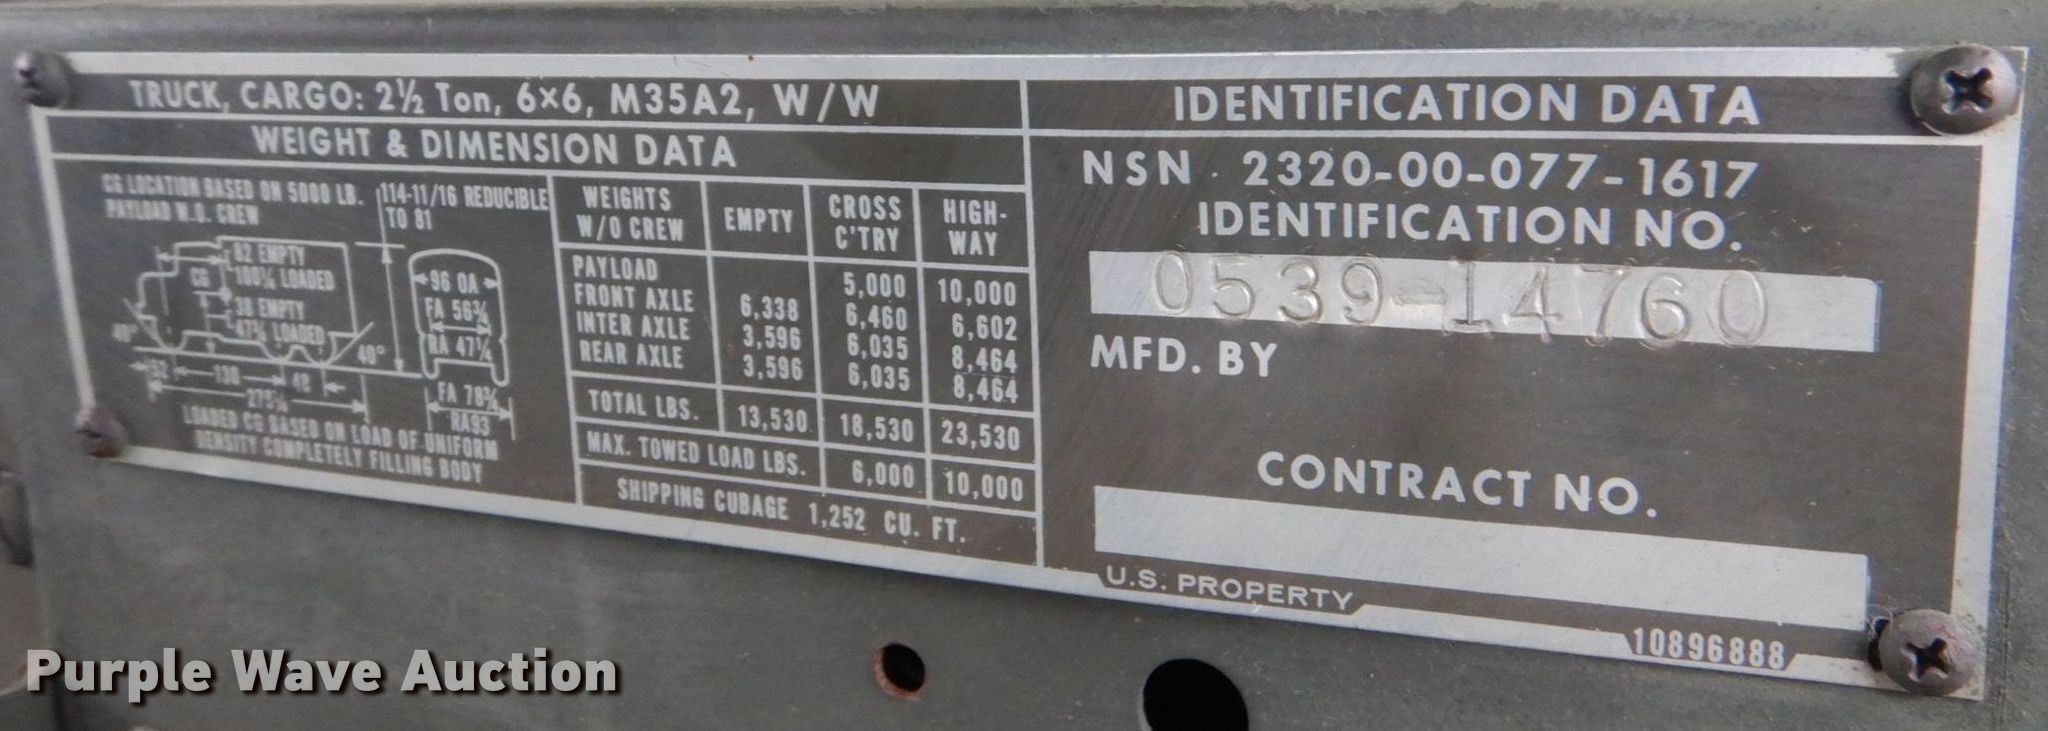 TRUCK, CARGO: 2½ Ton, 6×6, M35A2, W/W
WEIGHT & DIMENSION DATA
CG LOCATION BASED ON 5000 LB.
PAYLOAD W.O. CREW
114-11/16 REDUCIBLE
TO 81
82 EMPTY
100¼ LOADED
CG
38 EMPTY
47¾ LOADED
40°
40°
96 OA
FA 56¾
RA 47¼
130
48
FA 78¾
RA93
LOADED CG BASED ON LOAD OF UNIFORM
DENSITY COMPLETELY FILLING BODY
WEIGHTS W/O CREW EMPTY CROSS C'TRY HIGH-WAY
PAYLOAD 5,000 10,000
FRONT AXLE 6,338 6,460 6,602
INTER AXLE 3,596 6,035 8,464
REAR AXLE 3,596 6,035 8,464
TOTAL LBS. 13,530 18,530 23,530
MAX. TOWED LOAD LBS. 6,000 10,000
SHIPPING CUBAGE 1,252 CU. FT.
IDENTIFICATION DATA
NSN 2320-00-077-1617
IDENTIFICATION NO.
0539-14760
MFD. BY
CONTRACT NO.
U.S. PROPERTY
10896888
Purple Wave Auction